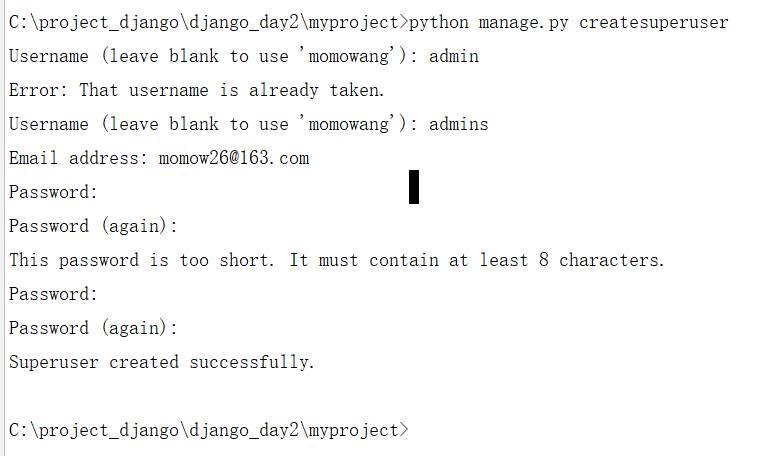 C:\project_django\django_day2\myproject>python manage.py createsuperuser
Username (leave blank to use 'momowang'): admin
Error: That username is already taken.
Username (leave blank to use 'momowang'): admins
Email address: momow26@163.com
Password:
Password (again):
This password is too short. It must contain at least 8 characters.
Password:
Password (again):
Superuser created successfully.
C:\project_django\django_day2\myproject>